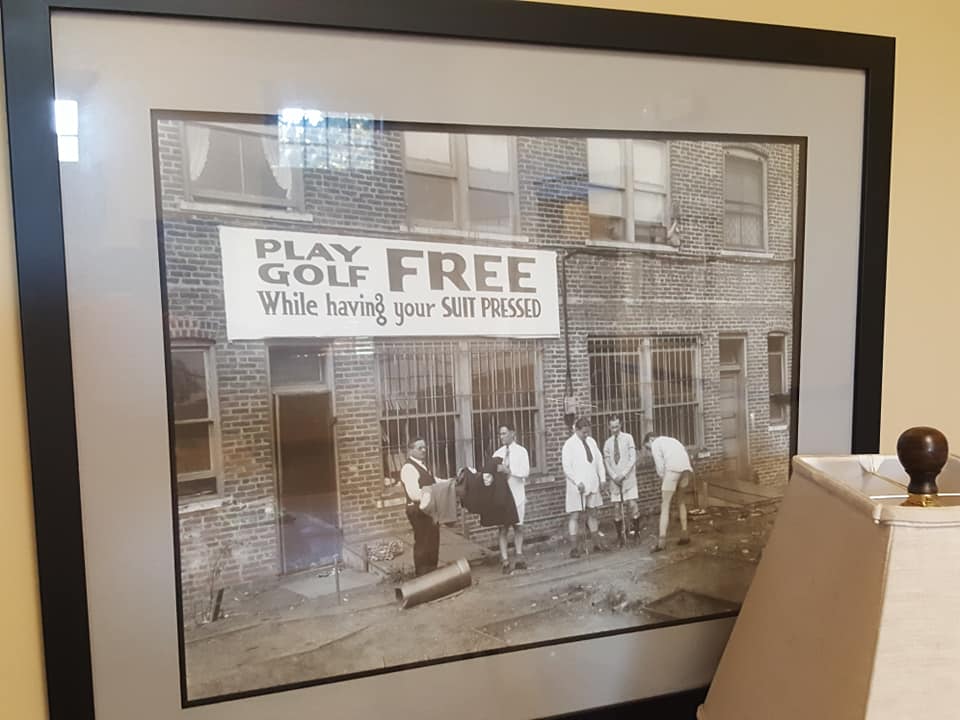 PLAY FREE
GOLF
While having your SUIT PRESSED